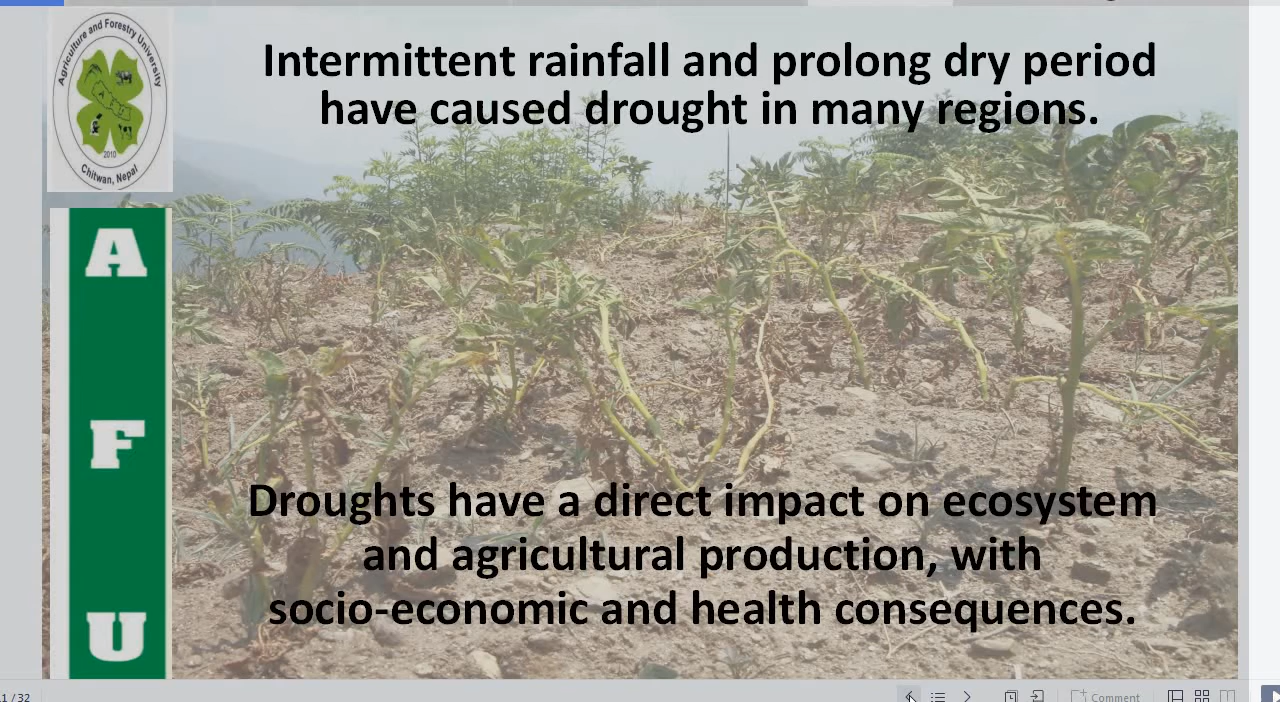 Agriculture and Forestry University
2010
Chitwan, Nepal
Intermittent rainfall and prolong dry period
have caused drought in many regions.
A
F
U
Droughts have a direct impact on ecosystem
and agricultural production, with
socio-economic and health consequences.
1 / 32
Comment